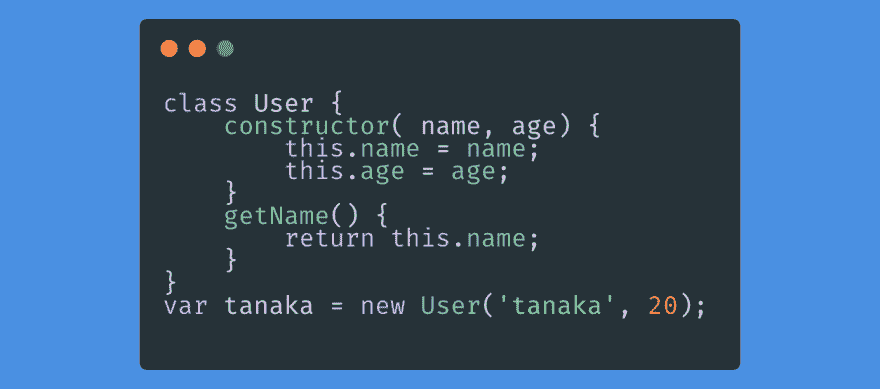 class User {
    constructor( name, age) {
        this.name = name;
        this.age = age;
    }
    getName() {
        return this.name;
    }
}
var tanaka = new User('tanaka', 20);